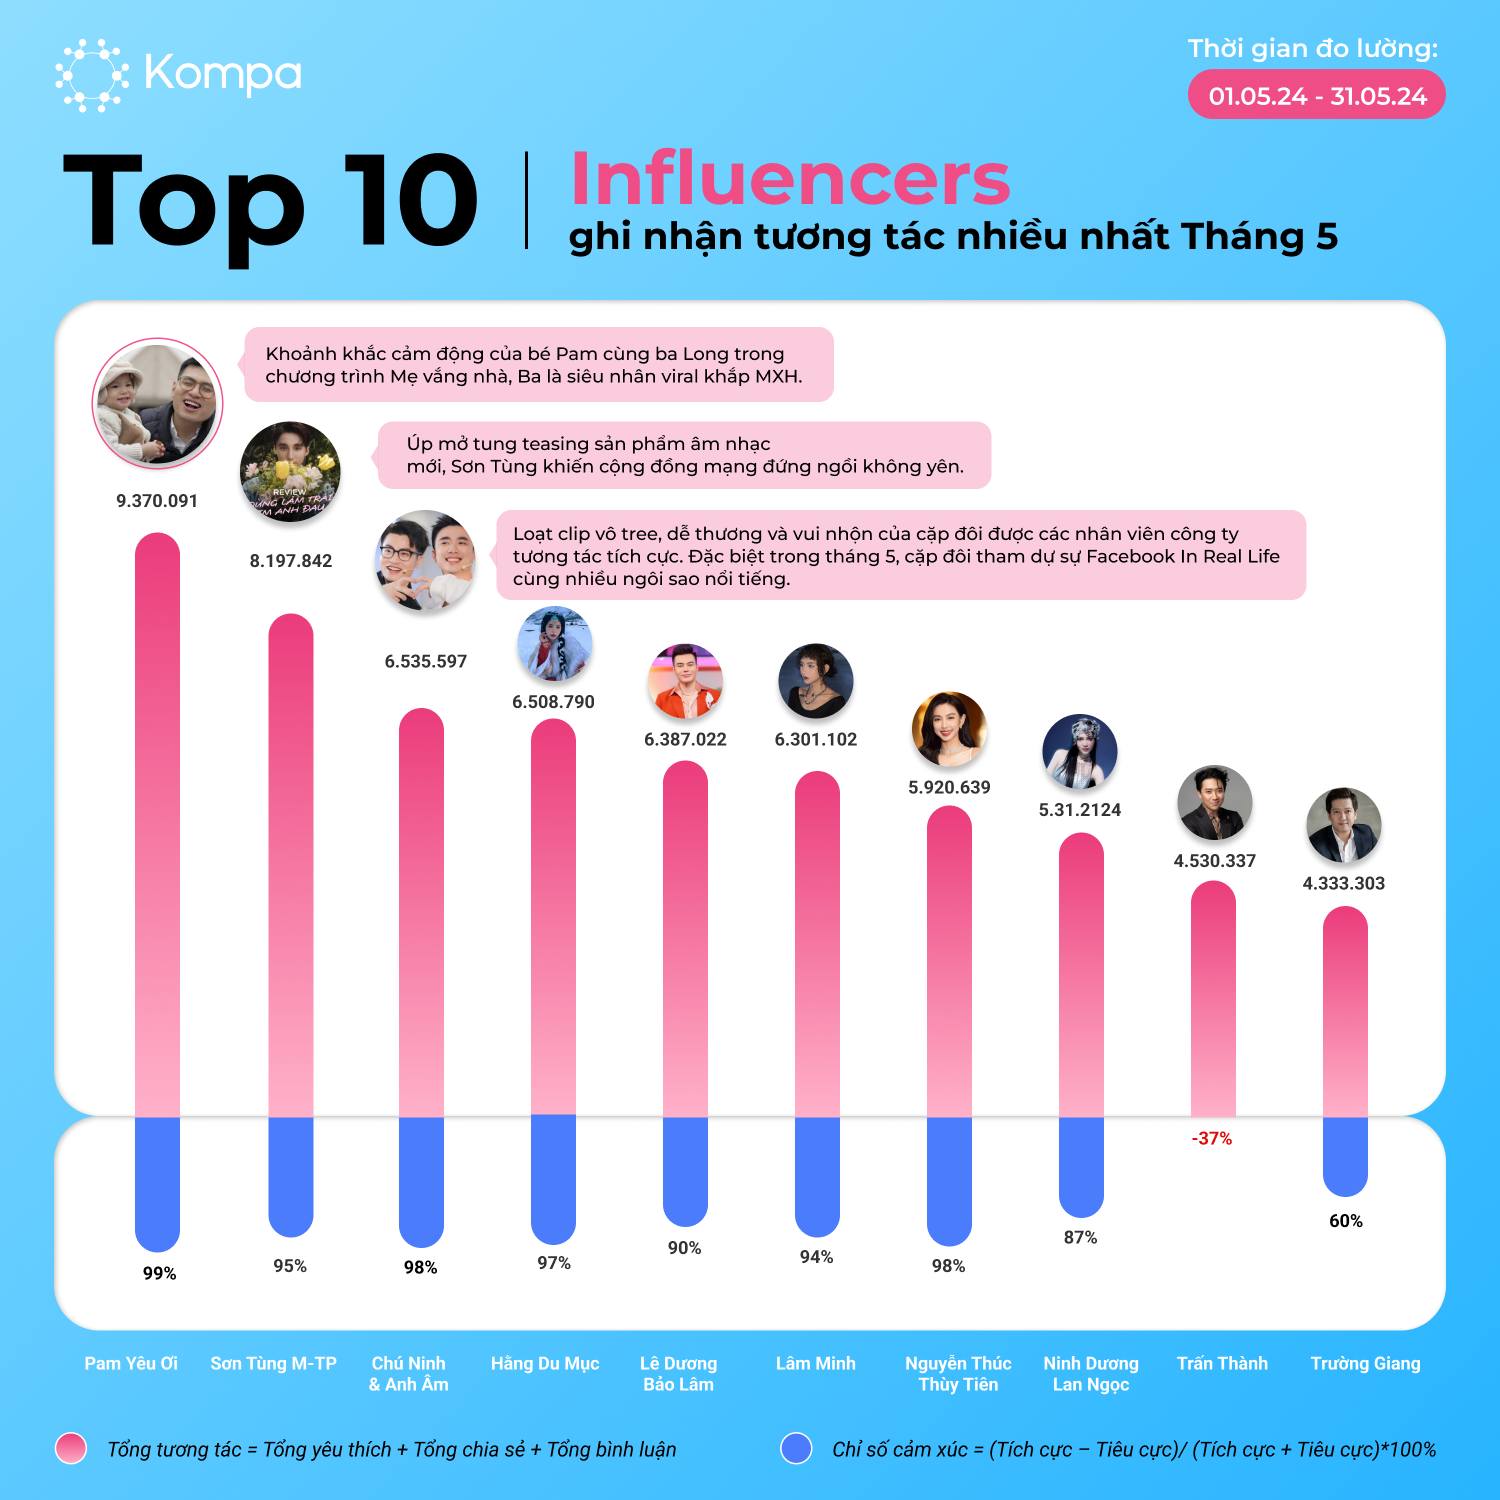 Kompa
Thời gian đo lường:
01.05.24 - 31.05.24
Top 10
Influencers
ghi nhận tương tác nhiều nhất Tháng 5
Khoảnh khắc cảm động của bé Pam cùng ba Long trong
chương trình Mẹ vắng nhà, Ba là siêu nhân viral khắp MXH.
Úp mở tung teasing sản phẩm âm nhạc
mới, Sơn Tùng khiến cộng đồng mạng đứng ngồi không yên.
REVIEW
ĐỪNG LÀM TRÁI
TIM ANH ĐAU
Loạt clip vô tree, dễ thương và vui nhộn của cặp đôi được các nhân viên công ty
tương tác tích cực. Đặc biệt trong tháng 5, cặp đôi tham dự sự Facebook In Real Life
cùng nhiều ngôi sao nổi tiếng.
9.370.091
8.197.842
6.535.597
6.508.790
6.387.022
6.301.102
5.920.639
5.31.2124
4.530.337
4.333.303
99%
95%
98%
97%
90%
94%
98%
87%
-37%
60%
Pam Yêu Ơi
Sơn Tùng M-TP
Chú Ninh
& Anh Âm
Hằng Du Mục
Lê Dương
Bảo Lâm
Lâm Minh
Nguyễn Thúc
Thùy Tiên
Ninh Dương
Lan Ngọc
Trấn Thành
Trường Giang
Tổng tương tác = Tổng yêu thích + Tổng chia sẻ + Tổng bình luận
Chỉ số cảm xúc = (Tích cực – Tiêu cực)/ (Tích cực + Tiêu cực)*100%